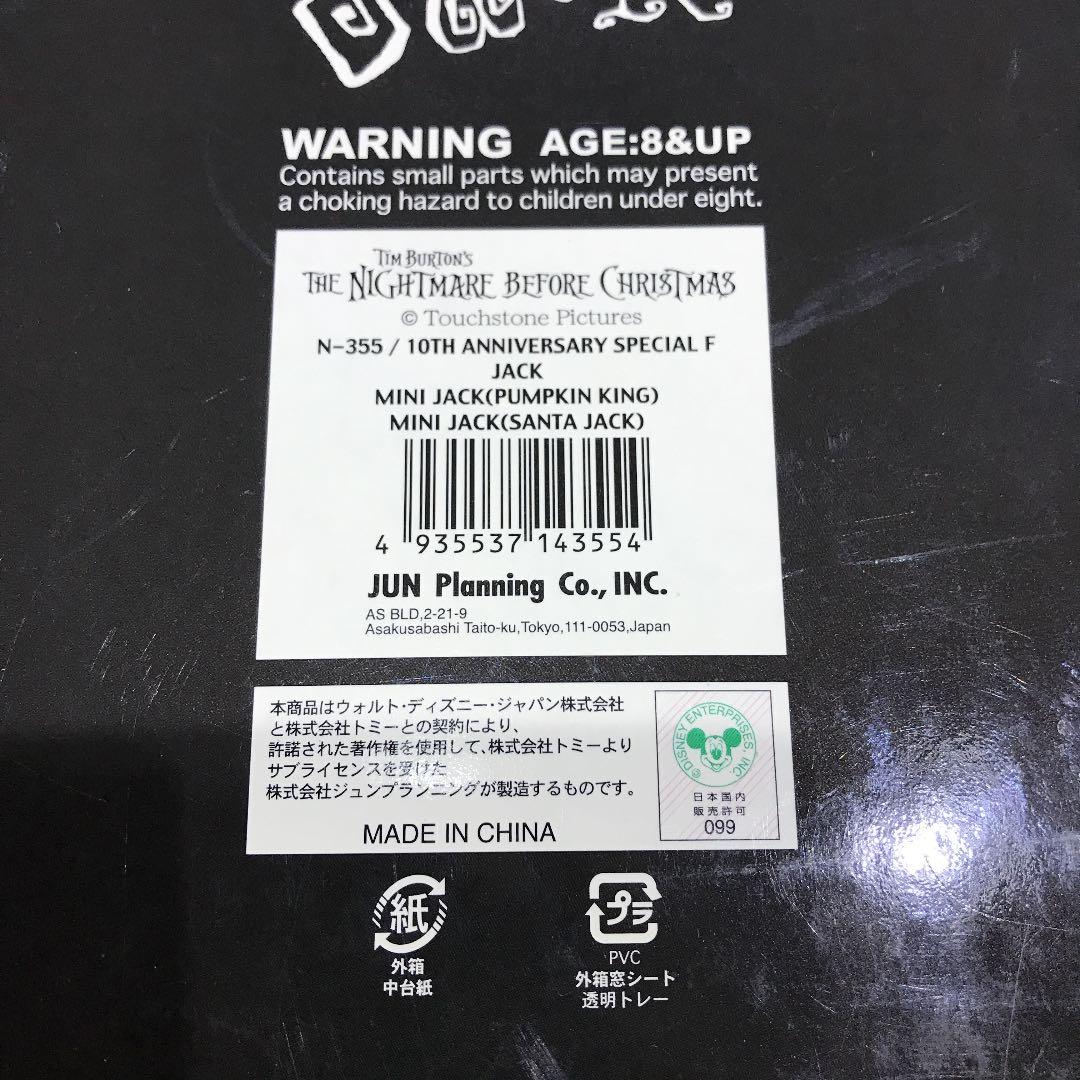 WARNING AGE:8&UP
Contains small parts which may present
a choking hazard to children under eight.
TIM BURTON'S
THE NIGHTMARE BEFORE CHRISTMAS
© Touchstone Pictures
N-355 / 10TH ANNIVERSARY SPECIAL F
JACK
MINI JACK(PUMPKIN KING)
MINI JACK(SANTA JACK)
4 935537 143554
JUN Planning Co., INC.
AS BLD,2-21-9
Asakusabashi Taito-ku,Tokyo,111-0053,Japan
本商品はウォルト・ディズニー・ジャパン株式会社
と株式会社トミーとの契約により、
許諾された著作権を使用して、株式会社トミーより
サブライセンスを受けた
株式会社ジュンプランニングが製造するものです。
MADE IN CHINA
© DISNEY ENTERPRISES, INC.
日本国内
販売許可
099
紙
外箱
中台紙
プラ
PVC
外箱窓シート
透明トレー